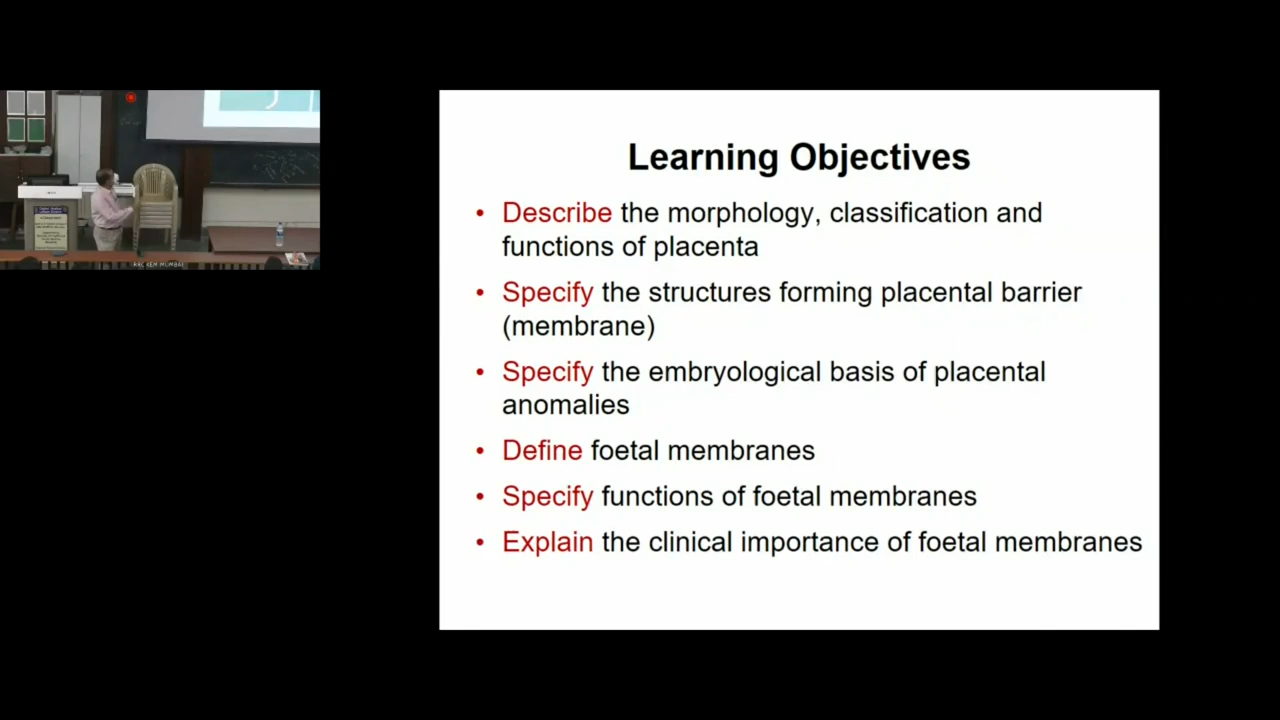 Learning Objectives
• Describe the morphology, classification and
functions of placenta
• Specify the structures forming placental barrier
(membrane)
• Specify the embryological basis of placental
anomalies
• Define foetal membranes
• Specify functions of foetal membranes
• Explain the clinical importance of foetal membranes